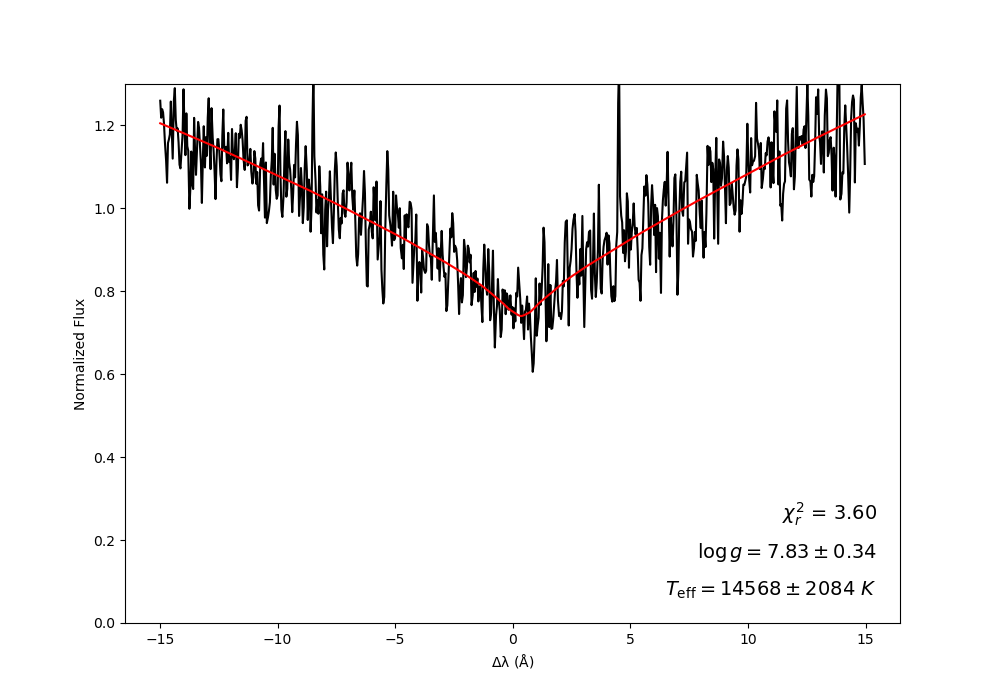 1.2
1.0
0.8
0.6
0.4
0.2
0.0
Normalized Flux
χ²ᵣ = 3.60
log g = 7.83 ± 0.34
T_eff = 14568 ± 2084 K
−15 −10 −5 0 5 10 15
Δλ (Å)